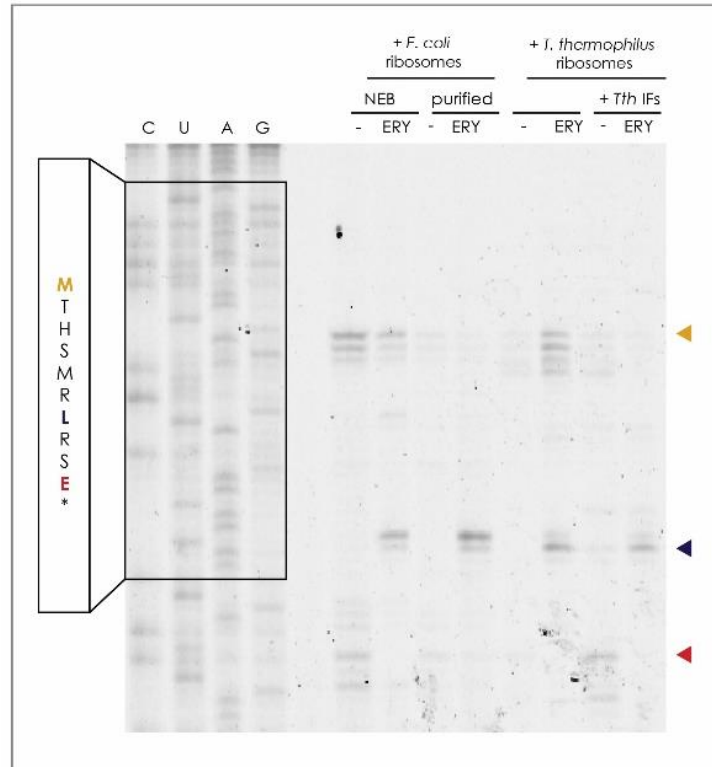 + E. coli
ribosomes
+ T. thermophilus
ribosomes
NEB
purified
+ Tth IFs
C
U
A
G
-
ERY
-
ERY
-
ERY
-
ERY
M
T
H
S
M
R
L
R
S
E
*